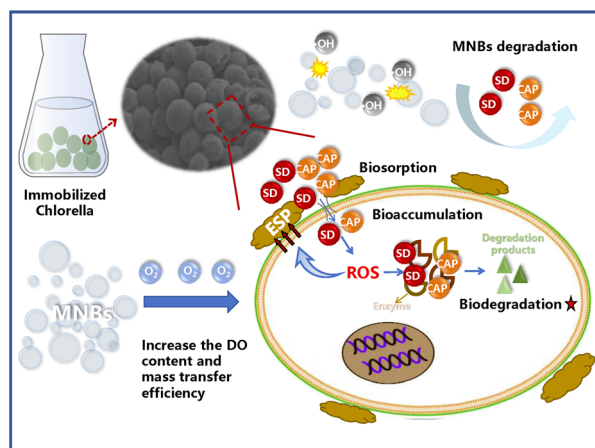 ·OH
·OH
·OH
MNBs degradation
SD
SD
CAP
CAP
Immobilized
Chlorella
SD
CAP
SD
CAP
CAP
SD
CAP
SD
Biosorption
ESP
Bioaccumulation
ROS
SD
SD
CAP
CAP
Enzyme
Degradation
products
Biodegradation
MNBs
O₂
O₂
O₂
Increase the DO
content and
mass transfer
efficiency